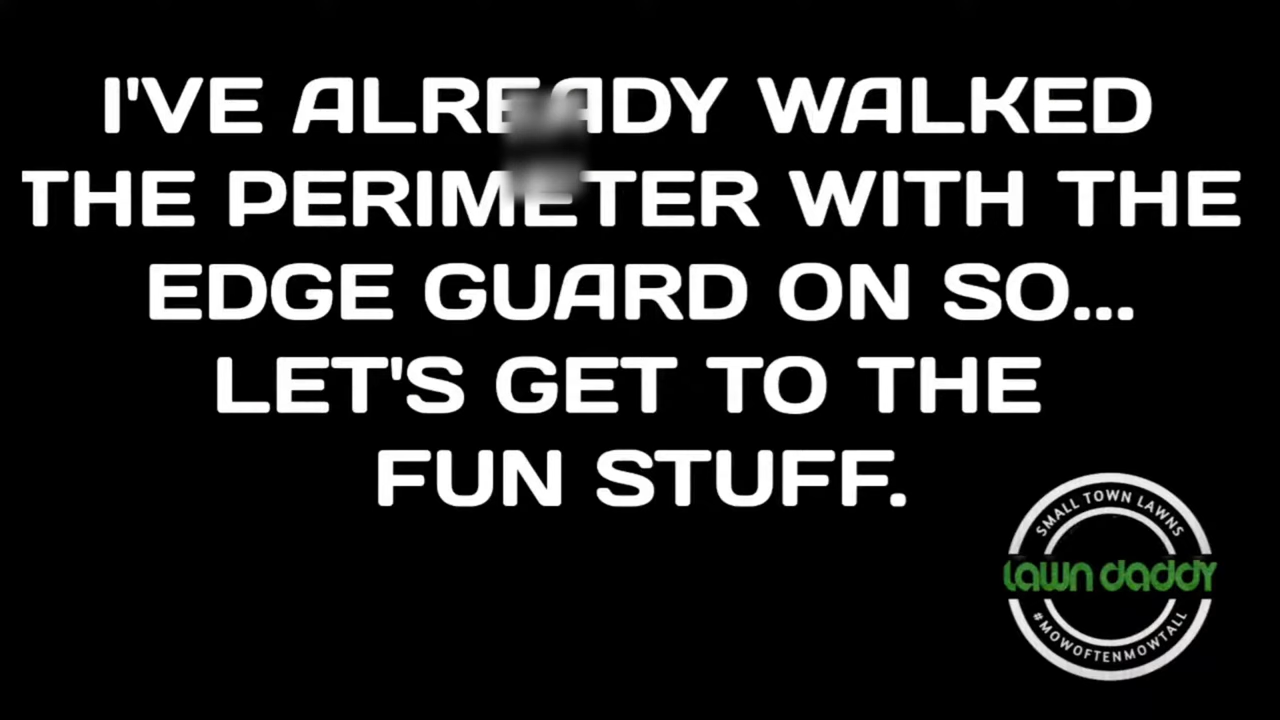 I'VE ALREADY WALKED
THE PERIMETER WITH THE
EDGE GUARD ON SO...
LET'S GET TO THE
FUN STUFF.
SMALL TOWN LAWNS
LAWN DADDY
#MOWOFTENMOWTALL